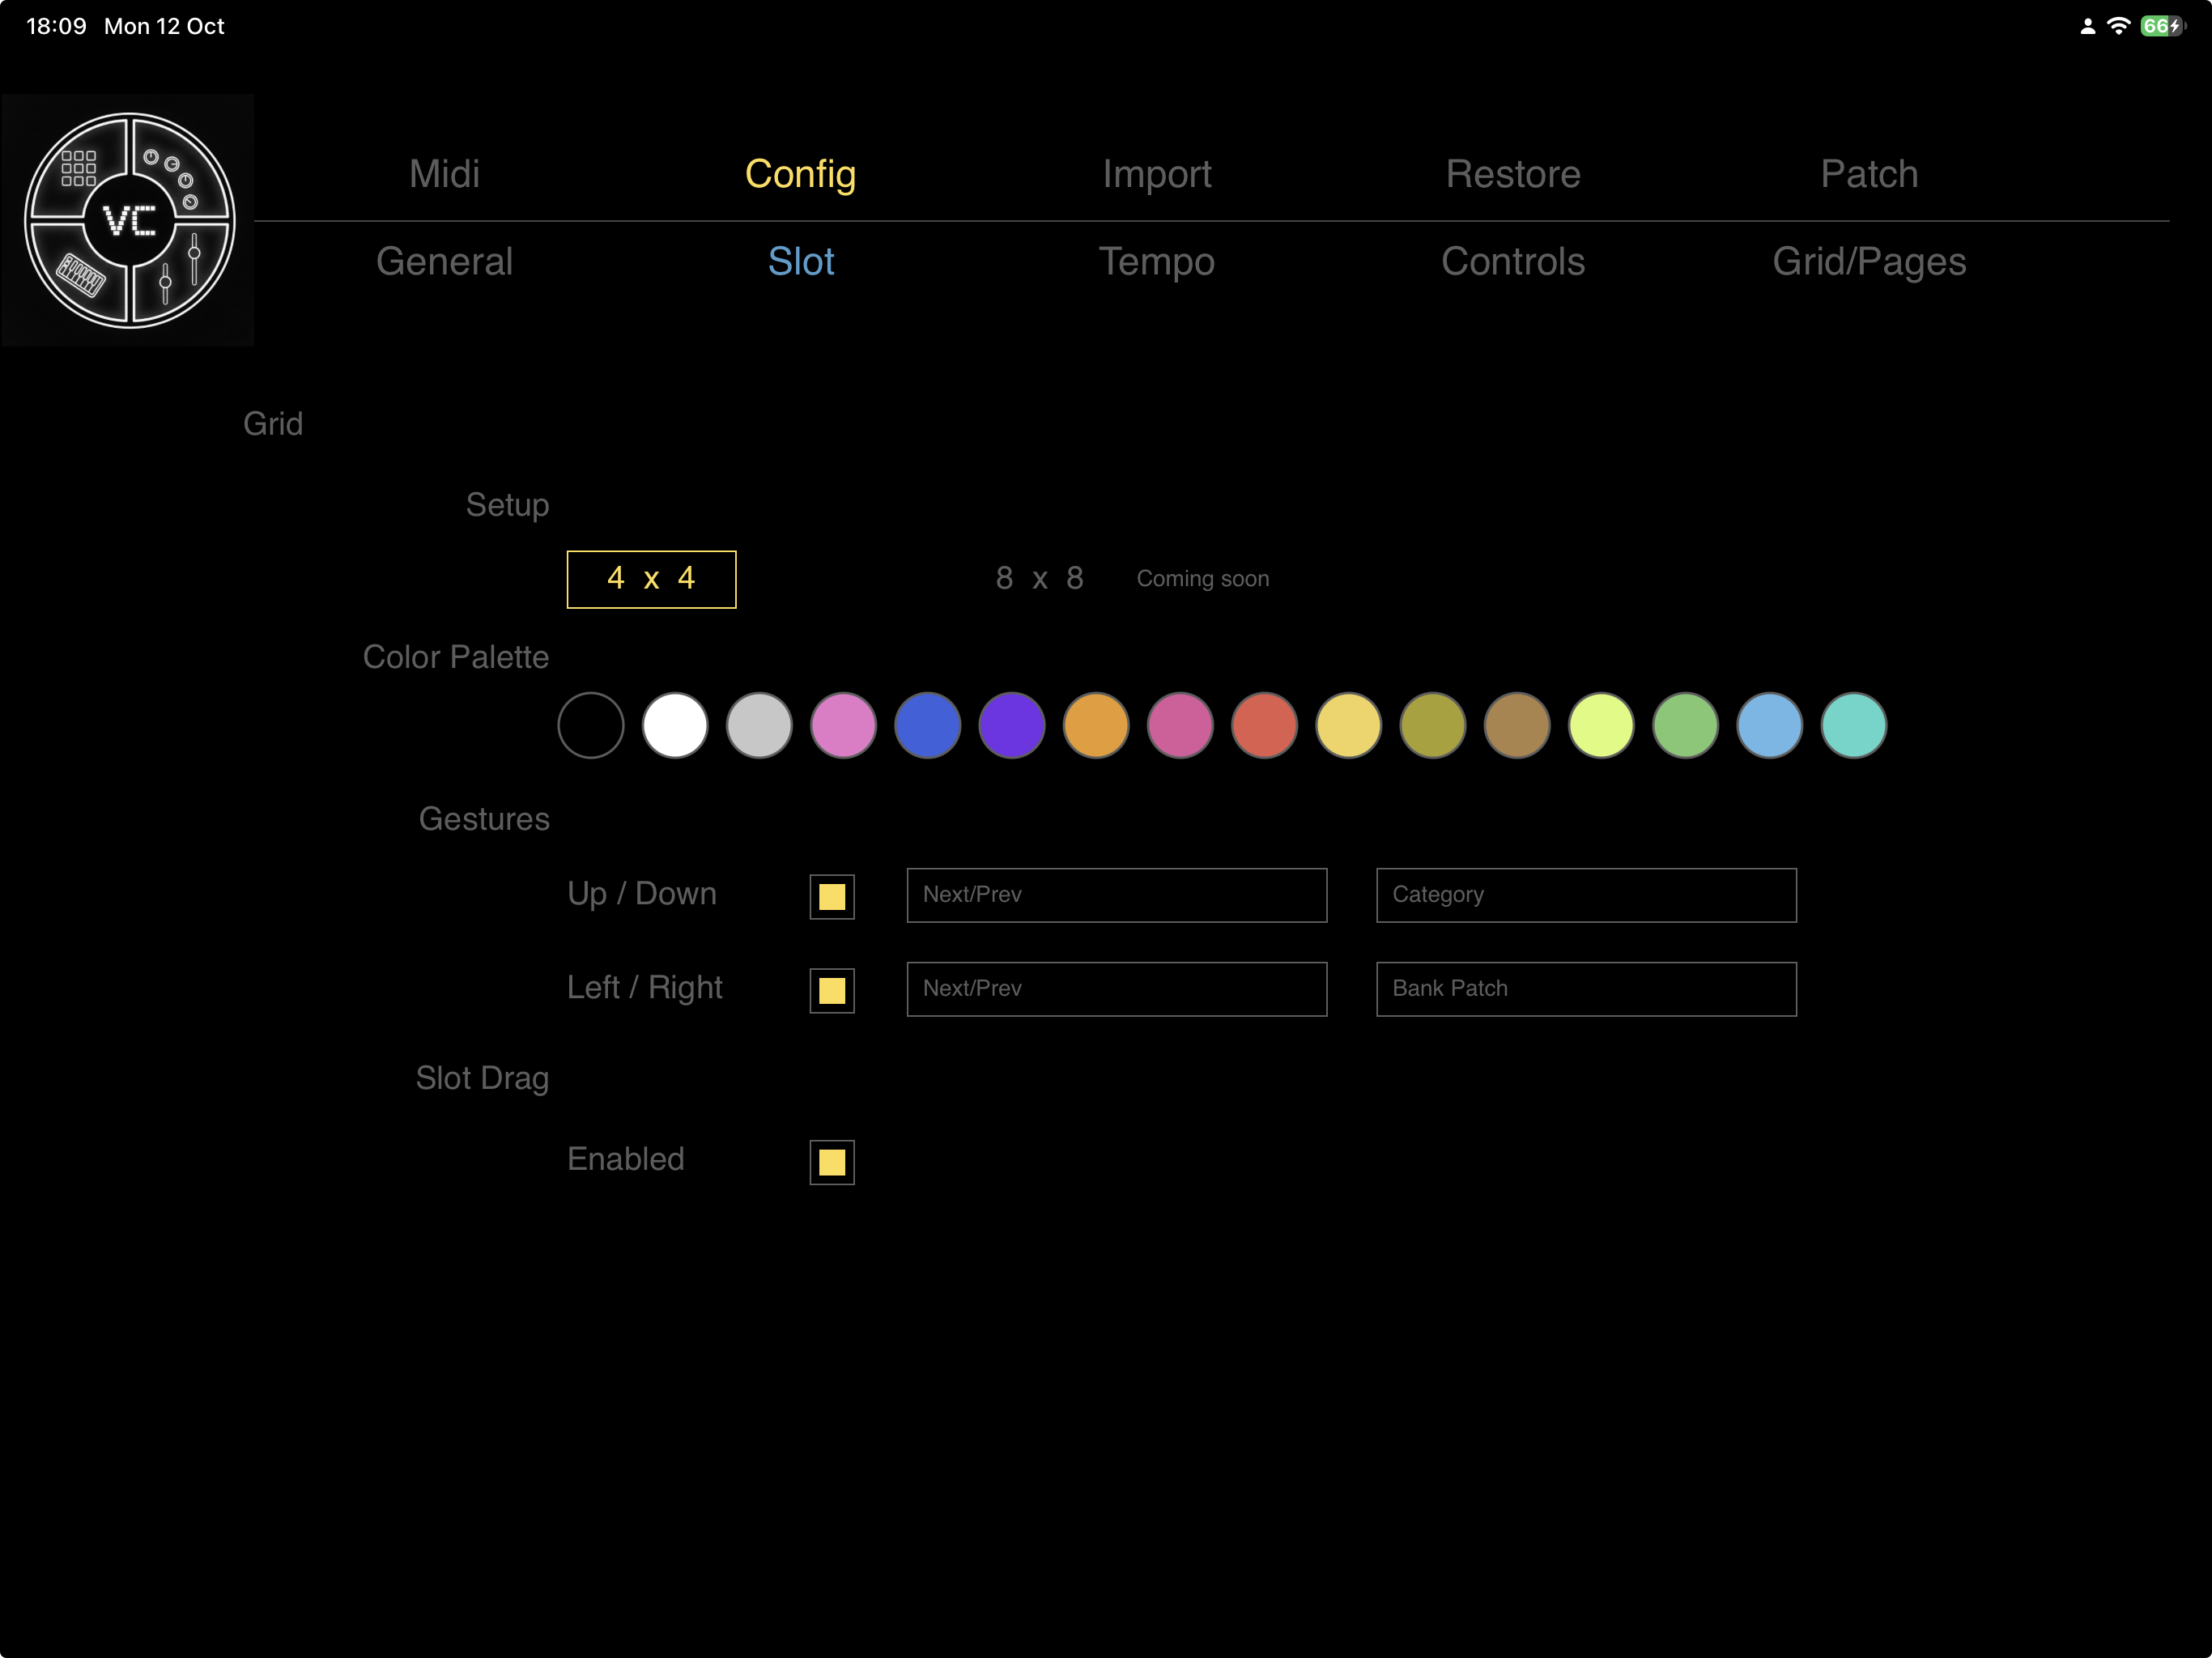 18:09 Mon 12 Oct
66
VC
Midi Config Import Restore Patch
General Slot Tempo Controls Grid/Pages
Grid
Setup
4 x 4 8 x 8 Coming soon
Color Palette
Gestures
Up / Down Next/Prev Category
Left / Right Next/Prev Bank Patch
Slot Drag
Enabled